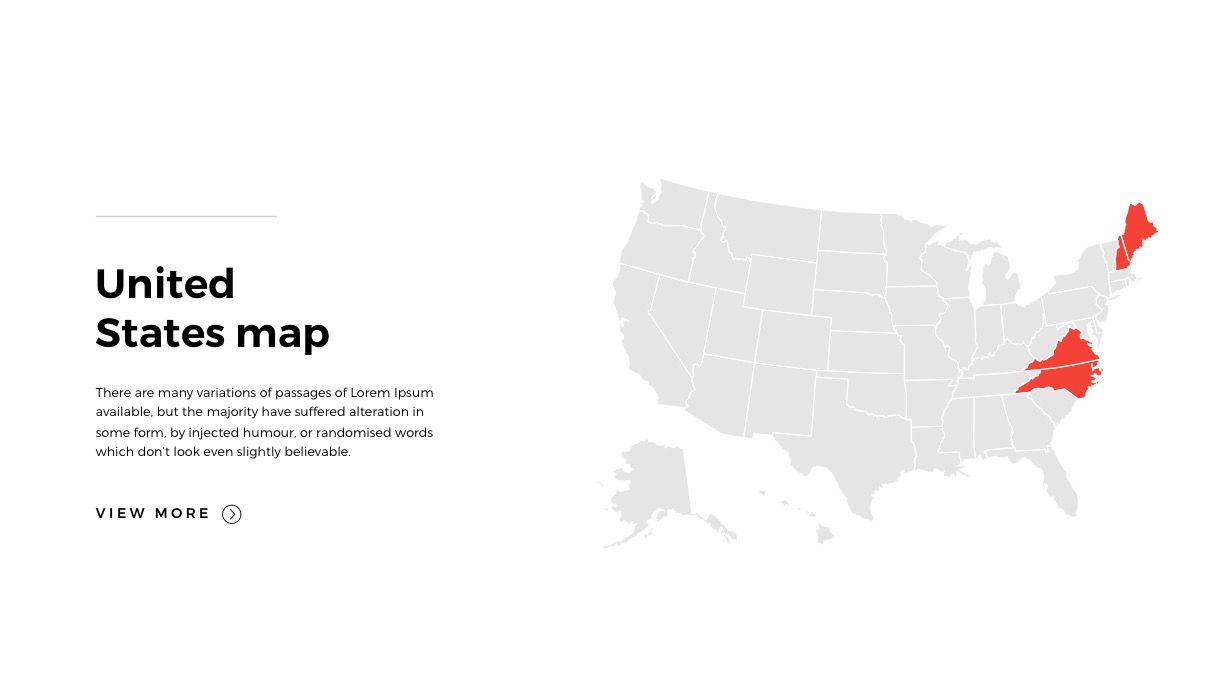 United
States map
There are many variations of passages of Lorem Ipsum
available, but the majority have suffered alteration in
some form, by injected humour, or randomised words
which don't look even slightly believable.
VIEW MORE